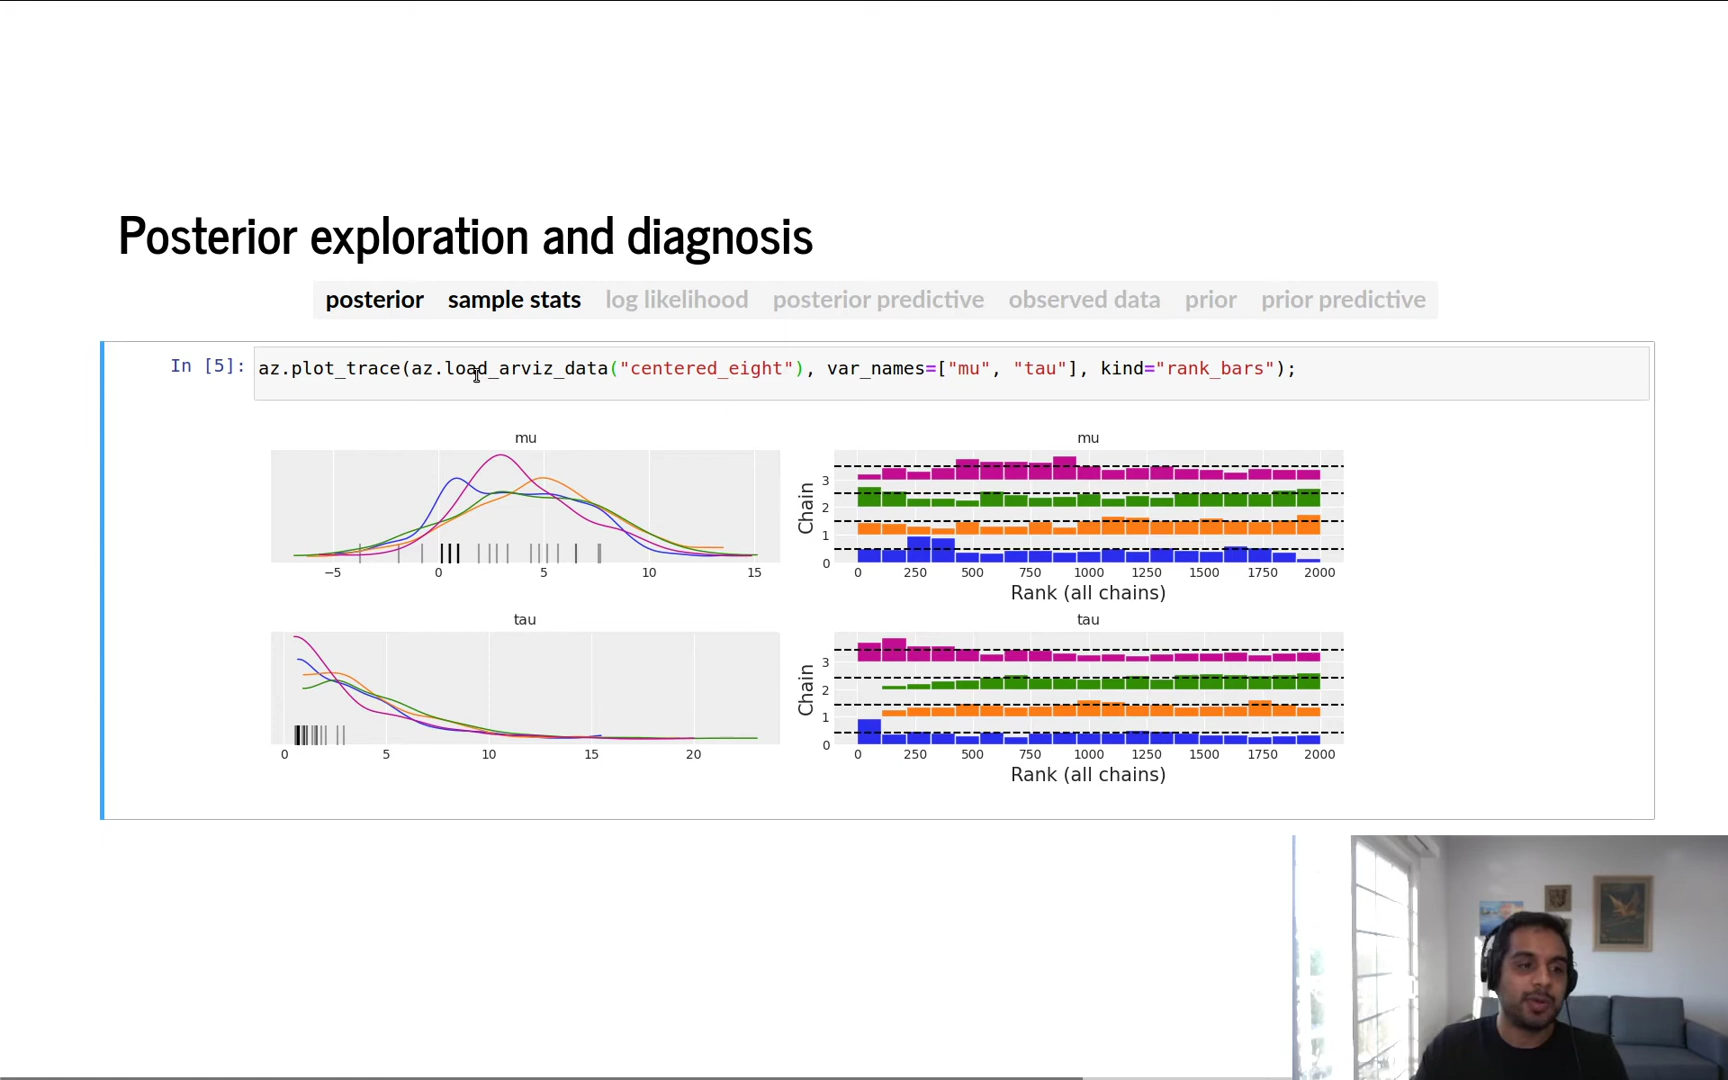 Posterior exploration and diagnosis
posterior sample stats log likelihood posterior predictive observed data prior prior predictive
In [5]: az.plot_trace(az.load_arviz_data("centered_eight"), var_names=["mu", "tau"], kind="rank_bars");
mu
−5 0 5 10 15
mu
Chain
3
2
1
0
0 250 500 750 1000 1250 1500 1750 2000
Rank (all chains)
tau
0 5 10 15 20
tau
Chain
3
2
1
0
0 250 500 750 1000 1250 1500 1750 2000
Rank (all chains)